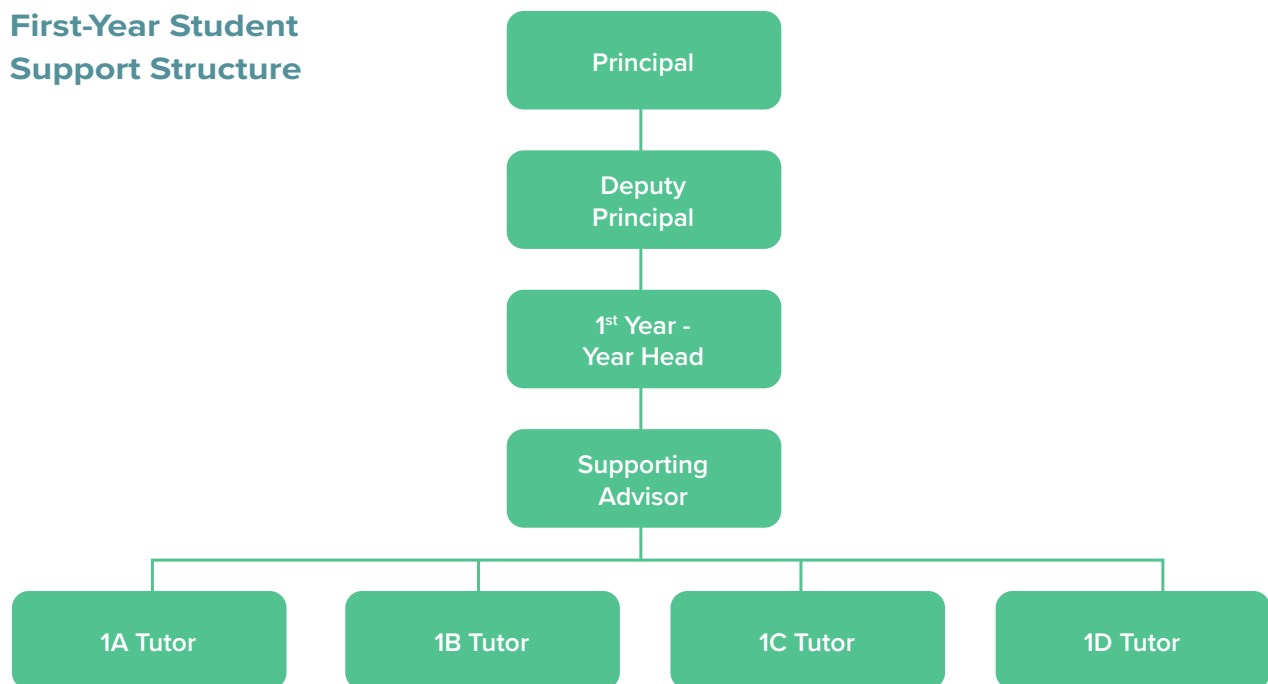 First-Year Student
Support Structure
Principal
Deputy
Principal
1st Year -
Year Head
Supporting
Advisor
1A Tutor
1B Tutor
1C Tutor
1D Tutor